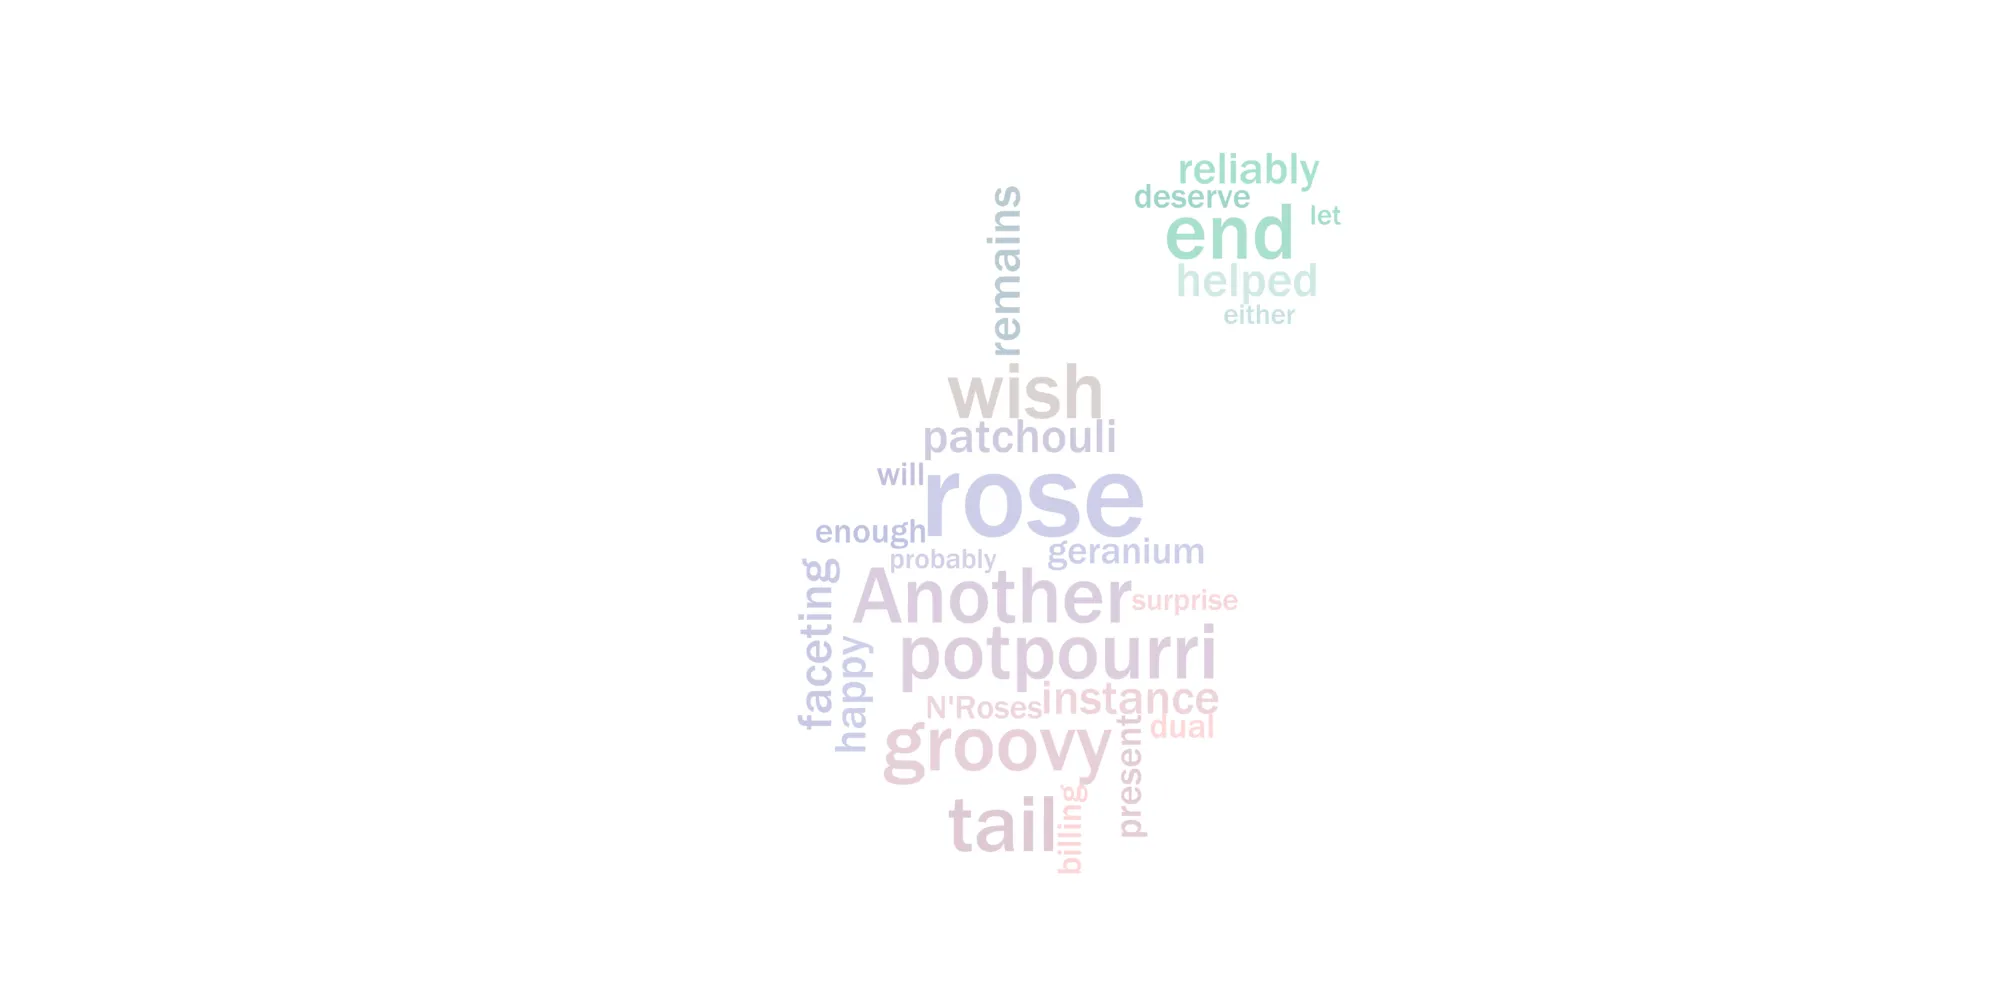 reliably
deserve
end
let
helped
either
remains
wish
patchouli
will
rose
enough
probably
geranium
faceting
Another
surprise
happy
potpourri
instance
N'Roses
dual
groovy
present
tail
billing